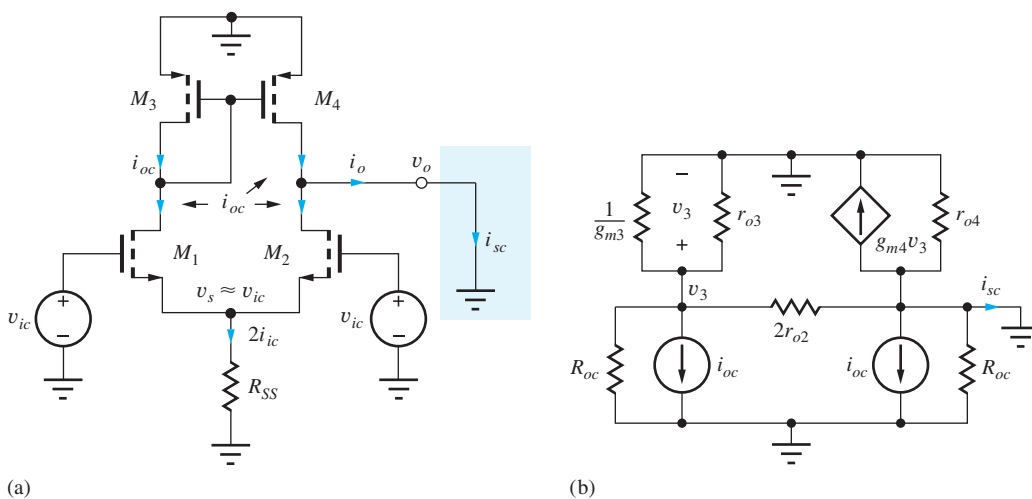 M3
M4
ioc
io
vo
ioc
isc
M1
M2
vs ≈ vic
vic
+
−
+
−
vic
2iic
RSS
(a)
1/gm3
−
v3
+
ro3
gm4v3
ro4
v3
isc
2ro2
Roc
ioc
ioc
Roc
(b)